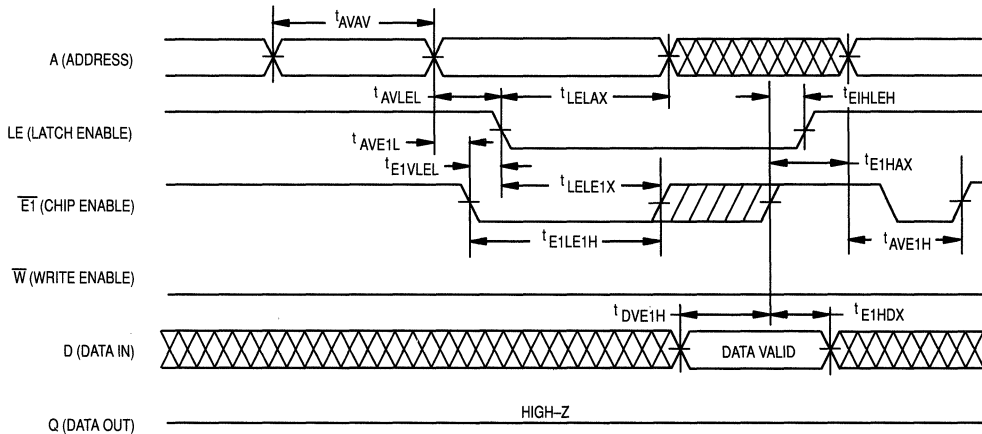 tAVAV
A (ADDRESS)
tAVLEL
tLELAX
tEIHLEH
LE (LATCH ENABLE)
tAVE1L
tE1VLEL
tE1HAX
tLELE1X
E1 (CHIP ENABLE)
tE1LE1H
tAVE1H
W (WRITE ENABLE)
tDVE1H
tE1HDX
D (DATA IN)
DATA VALID
HIGH–Z
Q (DATA OUT)